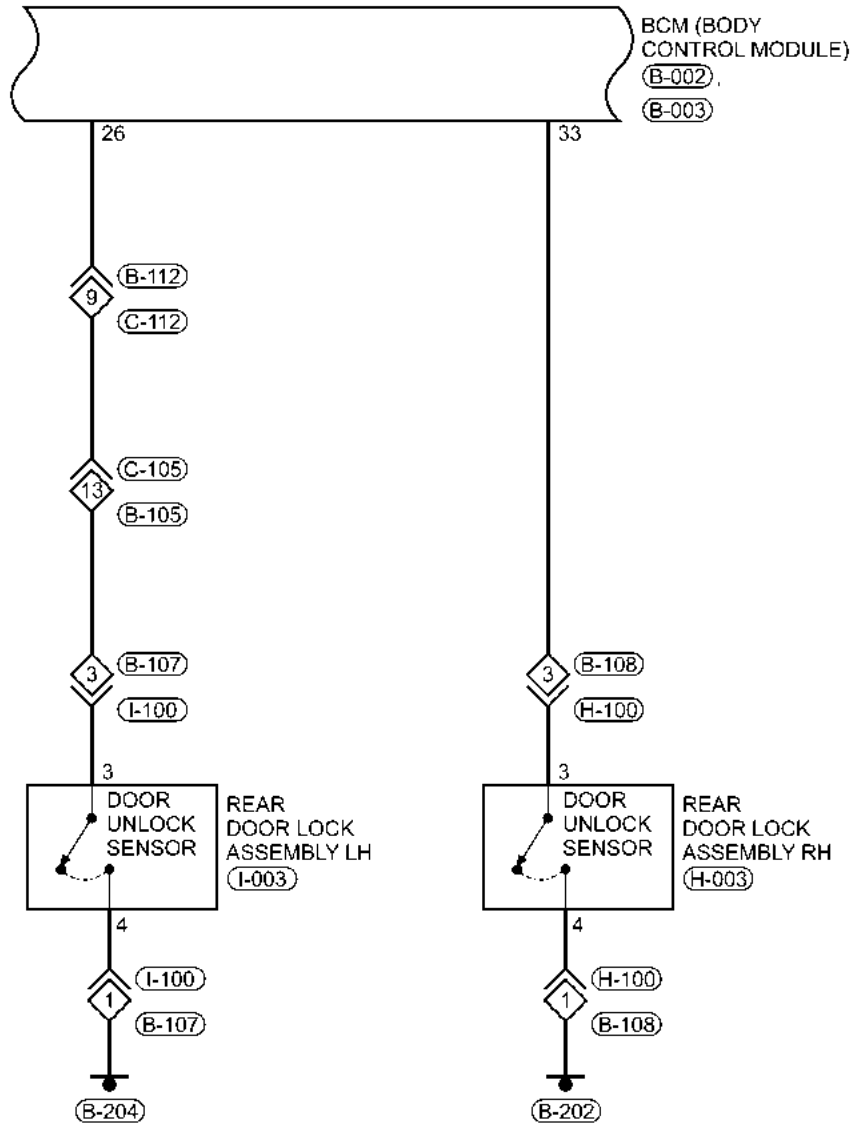 BCM (BODY
CONTROL MODULE)
B-002 ,
B-003
26
33
B-112
9
C-112
C-105
13
B-105
3
B-107
I-100
3
B-108
H-100
3
DOOR
UNLOCK
SENSOR
REAR
DOOR LOCK
ASSEMBLY LH
I-003
3
DOOR
UNLOCK
SENSOR
REAR
DOOR LOCK
ASSEMBLY RH
H-003
4
I-100
1
B-107
B-204
4
H-100
1
B-108
B-202